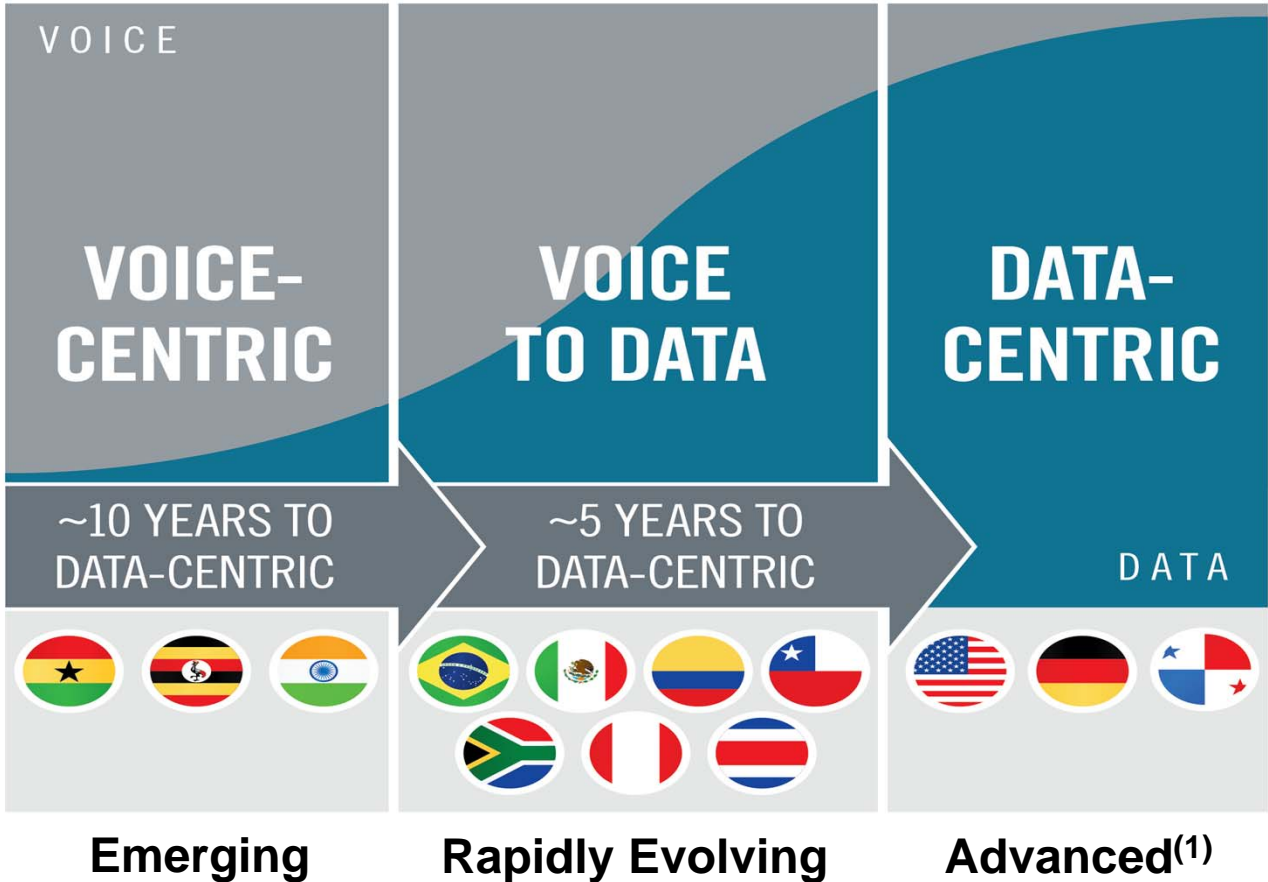 VOICE
VOICE-
CENTRIC
VOICE
TO DATA
DATA-
CENTRIC
~10 YEARS TO
DATA-CENTRIC
~5 YEARS TO
DATA-CENTRIC
DATA
Emerging
Rapidly Evolving
Advanced(1)